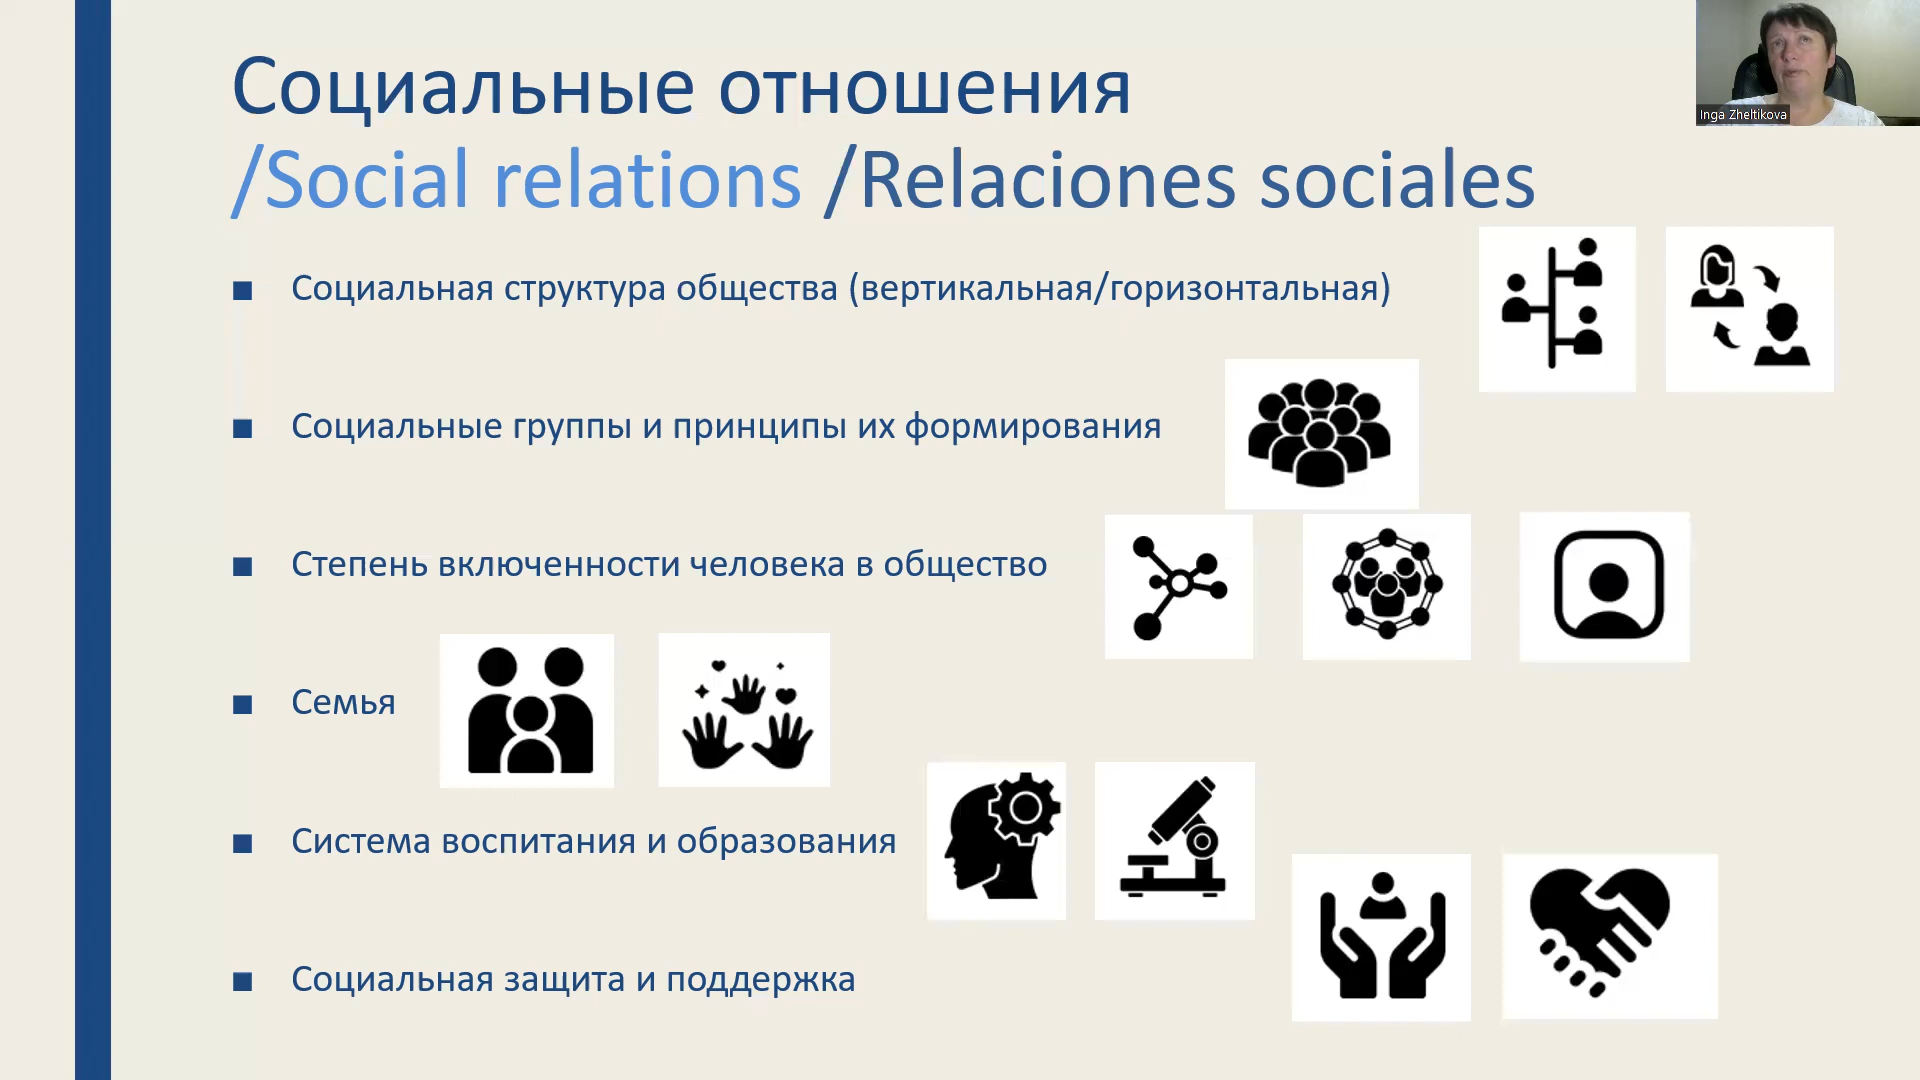 Социальные отношения
/Social relations /Relaciones sociales
Inga Zheltikova
■ Социальная структура общества (вертикальная/горизонтальная)
■ Социальные группы и принципы их формирования
■ Степень включенности человека в общество
■ Семья
■ Система воспитания и образования
■ Социальная защита и поддержка